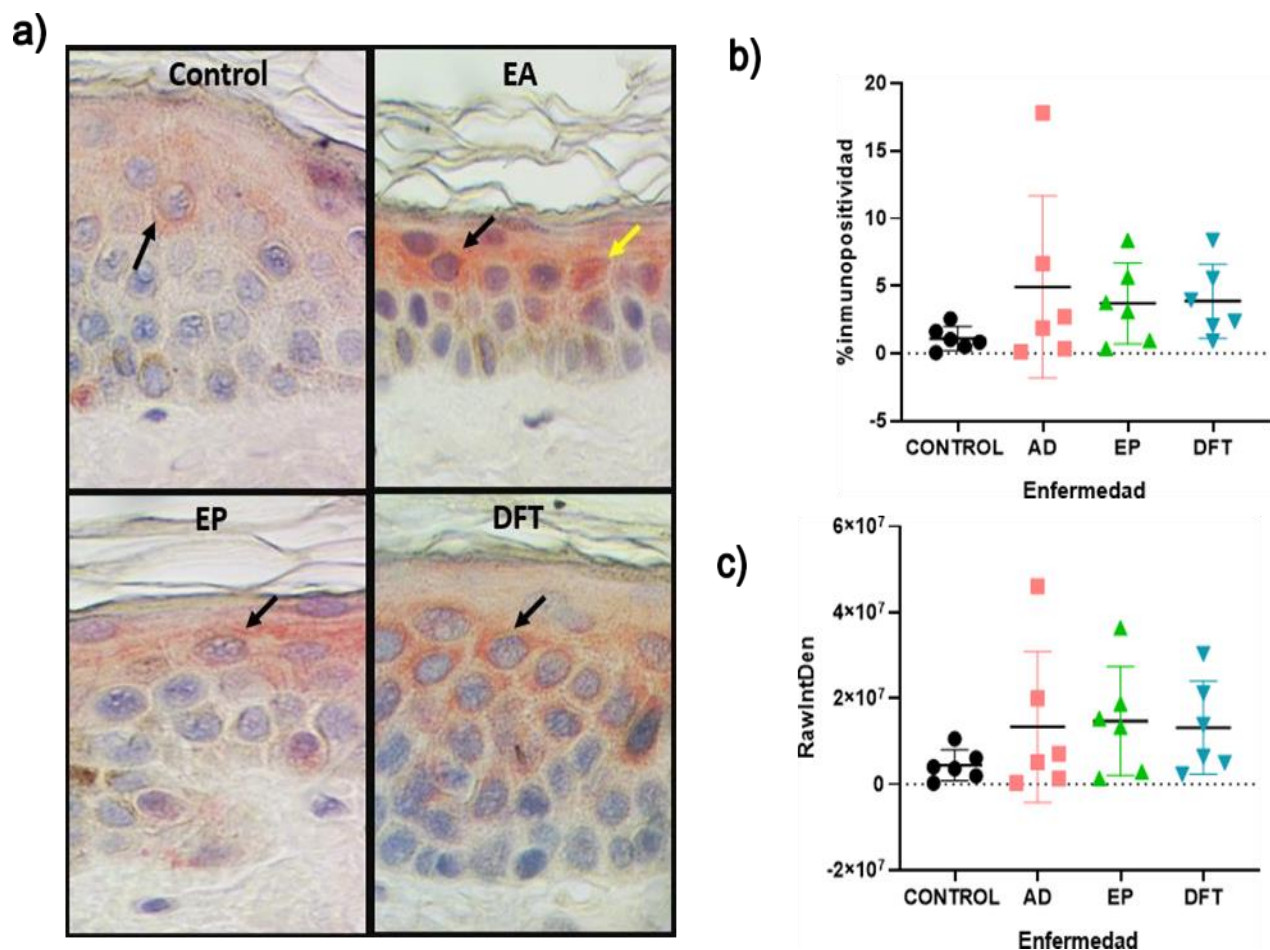 a)
Control
EA
EP
DFT
b)
20
15
10
5
0
-5
%inmunopositividad
CONTROL AD EP DFT
Enfermedad
c)
6×10⁷
4×10⁷
2×10⁷
0
-2×10⁷
RawIntDen
CONTROL AD EP DFT
Enfermedad